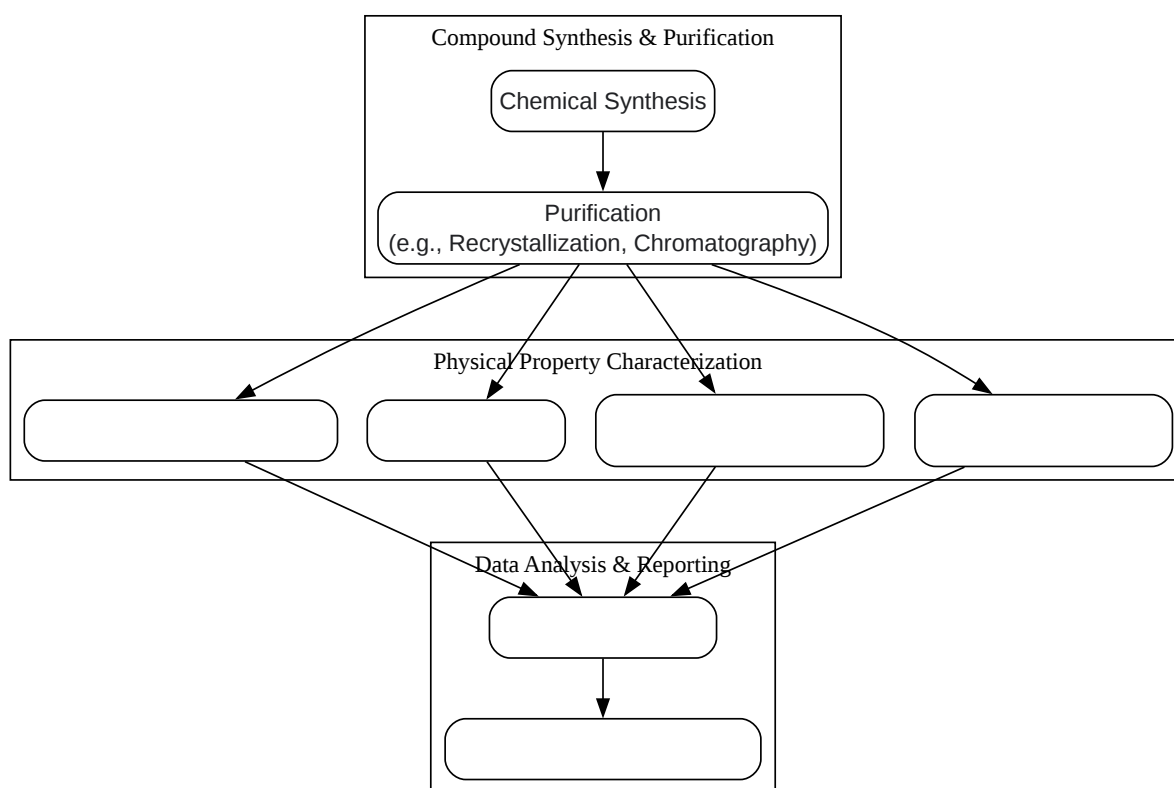 Compound Synthesis & Purification
Chemical Synthesis
Purification
(e.g., Recrystallization, Chromatography)
Physical Property Characterization
Data Analysis & Reporting